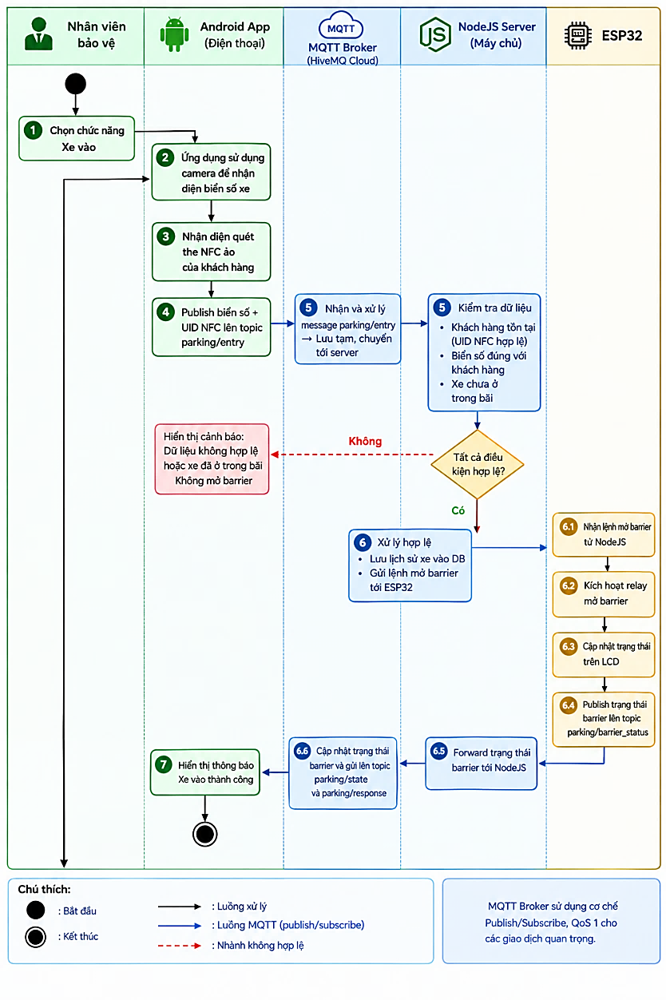 Nhân viên
bảo vệ
Android App
(Điện thoại)
MQTT
MQTT Broker
(HiveMQ Cloud)
JS
NodeJS Server
(Máy chủ)
ESP32
1 Chọn chức năng
Xe vào
2 Ứng dụng sử dụng
camera để nhận
diện biển số xe
3 Nhận diện quét
the NFC ảo
của khách hàng
4 Publish biển số +
UID NFC lên topic
parking/entry
5 Nhận và xử lý
message parking/entry
→ Lưu tạm, chuyển
tới server
5 Kiểm tra dữ liệu
• Khách hàng tồn tại
(UID NFC hợp lệ)
• Biển số đúng với
khách hàng
• Xe chưa ở
trong bãi
Hiển thị cảnh báo:
Dữ liệu không hợp lệ
hoặc xe đã ở trong bãi
Không mở barrier
Không
Tất cả điều
kiện hợp lệ?
Có
6 Xử lý hợp lệ
• Lưu lịch sử xe vào DB
• Gửi lệnh mở barrier
tới ESP32
6.1 Nhận lệnh mở barrier
từ NodeJS
6.2 Kích hoạt relay
mở barrier
6.3 Cập nhật trạng thái
trên LCD
6.4 Publish trạng thái
barrier lên topic
parking/barrier_status
6.5 Forward trạng thái
barrier tới NodeJS
6.6 Cập nhật trạng thái
barrier và gửi lên topic
parking/state
và parking/response
7 Hiển thị thông báo
Xe vào thành công
Chú thích:
: Bắt đầu
: Kết thúc
: Luồng xử lý
: Luồng MQTT (publish/subscribe)
: Nhánh không hợp lệ
MQTT Broker sử dụng cơ chế
Publish/Subscribe, QoS 1 cho
các giao dịch quan trọng.